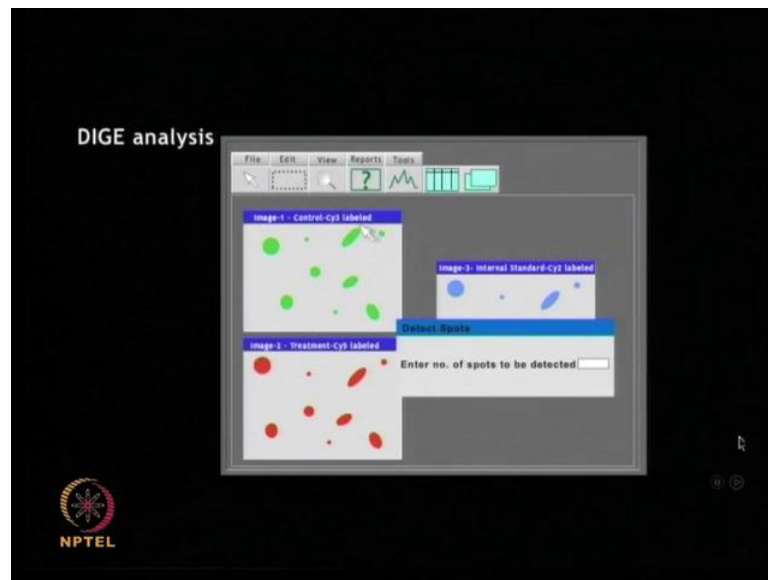 DIGE analysis
File Edit View Reports Tools
?
Image-1 - Control-Cy3 labeled
Image-3- Internal Standard-Cy2 labeled
Detect Spots
Enter no. of spots to be detected
Image-2 - Treatment-Cy5 labeled
NPTEL